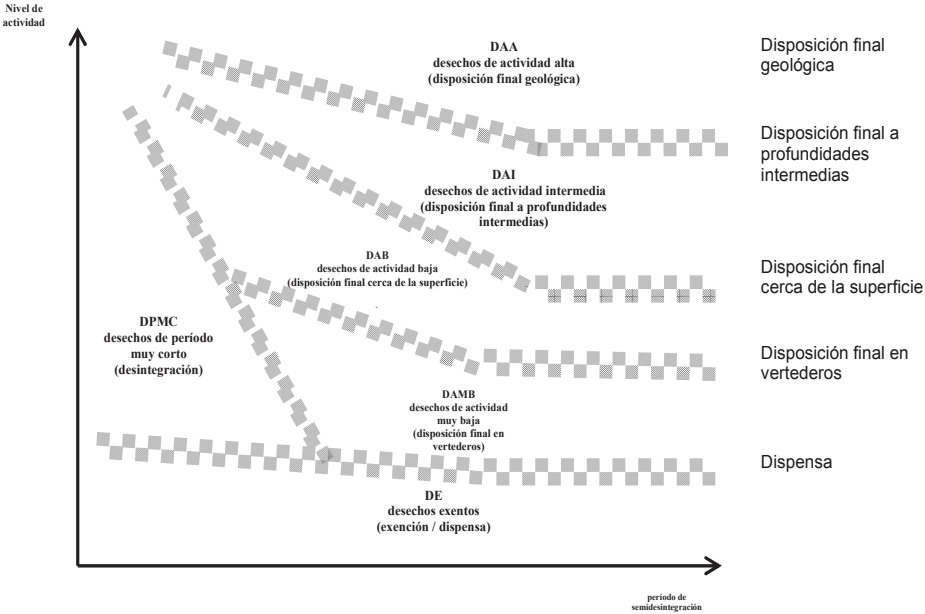 Nivel de
actividad
DAA
desechos de actividad alta
(disposición final geológica)
Disposición final
geológica
Disposición final a
profundidades
intermedias
DAI
desechos de actividad intermedia
(disposición final a profundidades
intermedias)
DAB
desechos de actividad baja
(disposición final cerca de la superficie)
Disposición final
cerca de la superficie
DPMC
desechos de período
muy corto
(desintegración)
Disposición final en
vertederos
DAMB
desechos de actividad
muy baja
(disposición final en
vertederos)
Dispensa
DE
desechos exentos
(exención / dispensa)
período de
semidesintegración